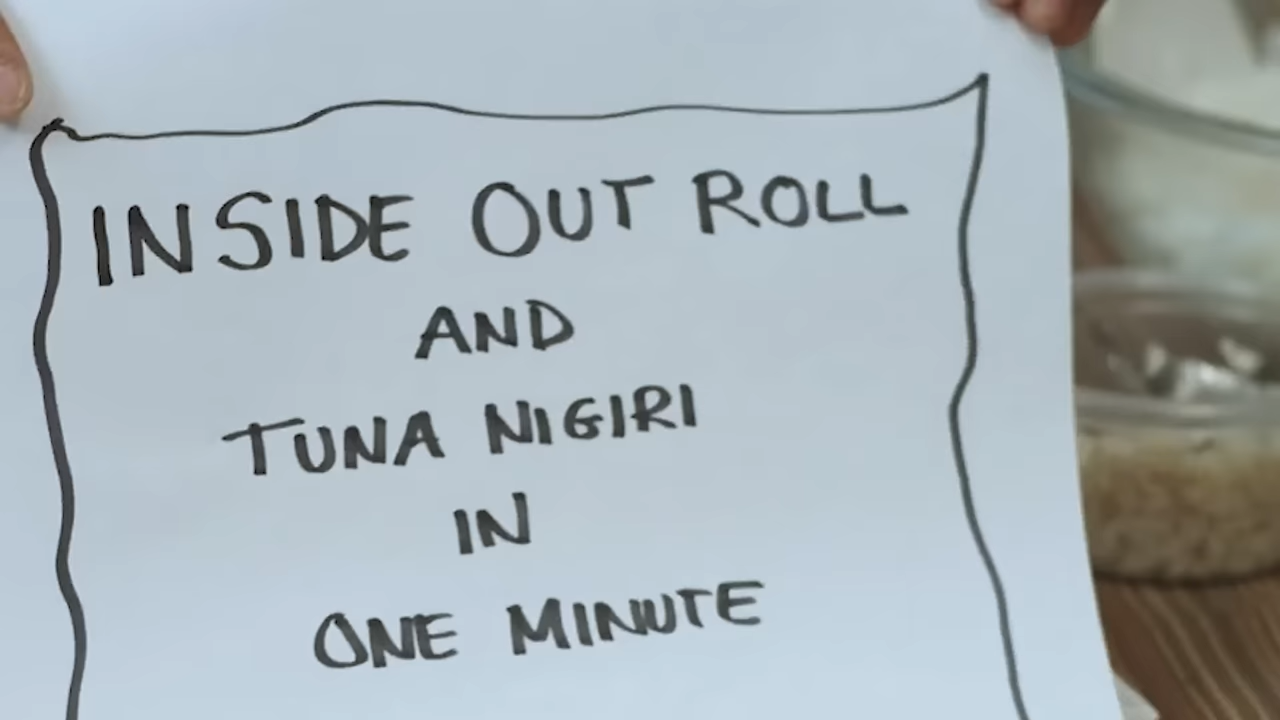 INSIDE OUT ROLL
AND
TUNA NIGIRI
IN
ONE MINUTE